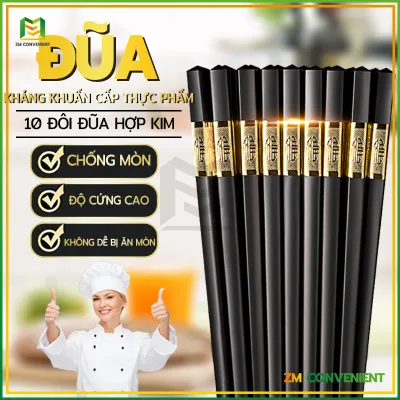 ZM CONVENIENT
ĐŨA
KHÁNG KHUẨN CẤP THỰC PHẨM
10 ĐÔI ĐŨA HỢP KIM
CHỐNG MÒN
ĐỘ CỨNG CAO
KHÔNG DỄ BỊ ĂN MÒN
ZM CONVENIENT